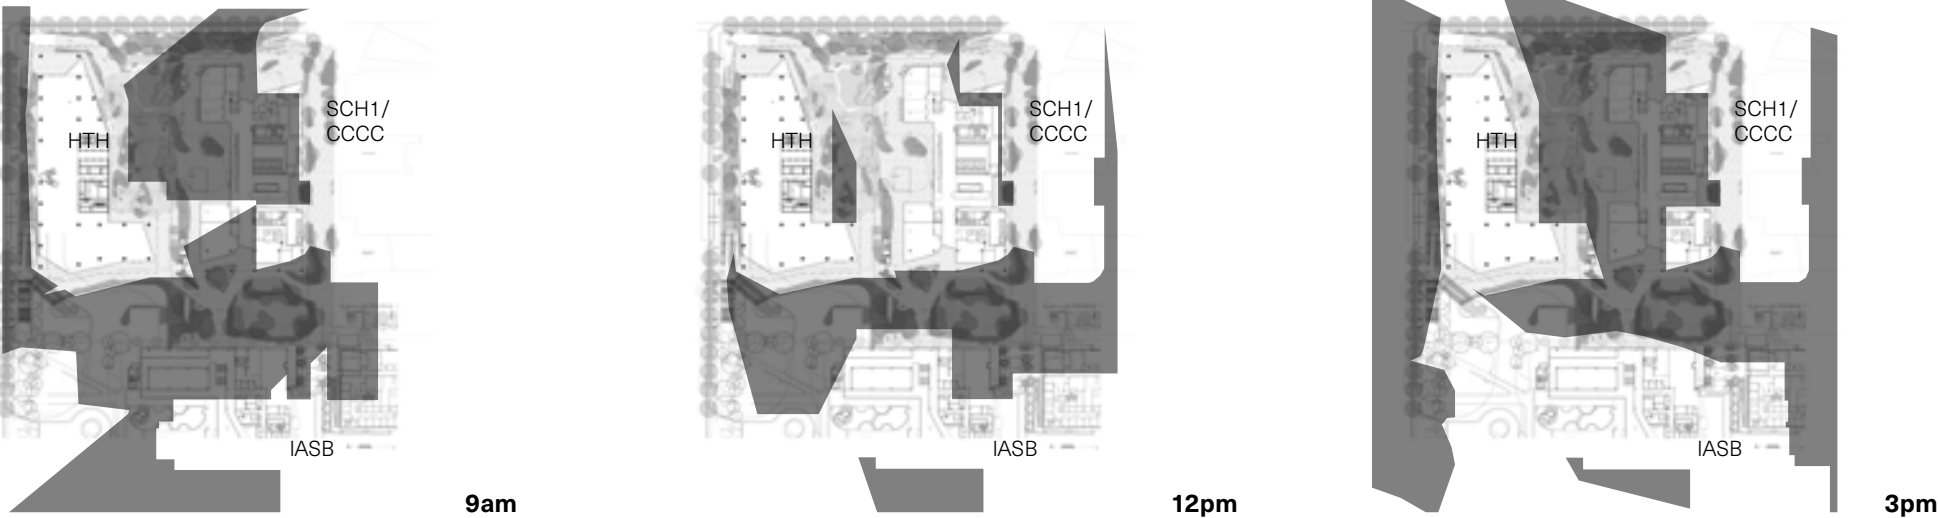 SCH1/
CCCC
HTH
IASB
9am
SCH1/
CCCC
HTH
IASB
12pm
SCH1/
CCCC
HTH
IASB
3pm